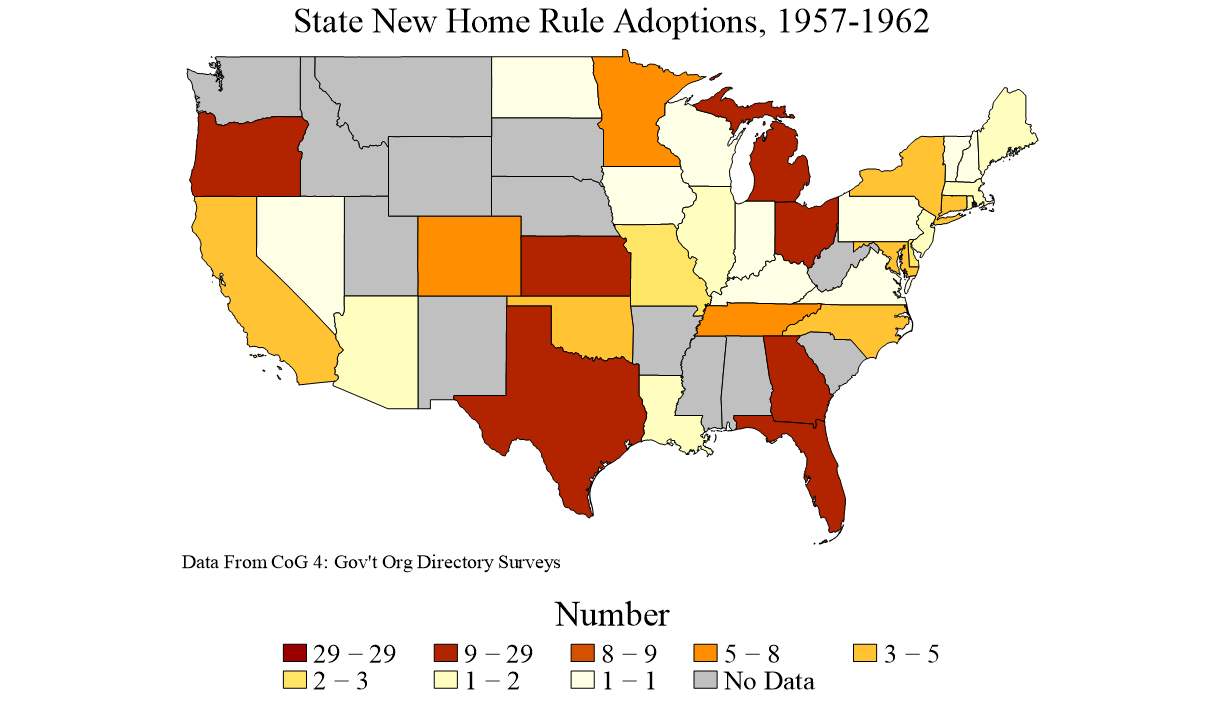 State New Home Rule Adoptions, 1957-1962
Data From CoG 4: Gov't Org Directory Surveys
Number
29 – 29 9 – 29 8 – 9 5 – 8 3 – 5
2 – 3 1 – 2 1 – 1 No Data